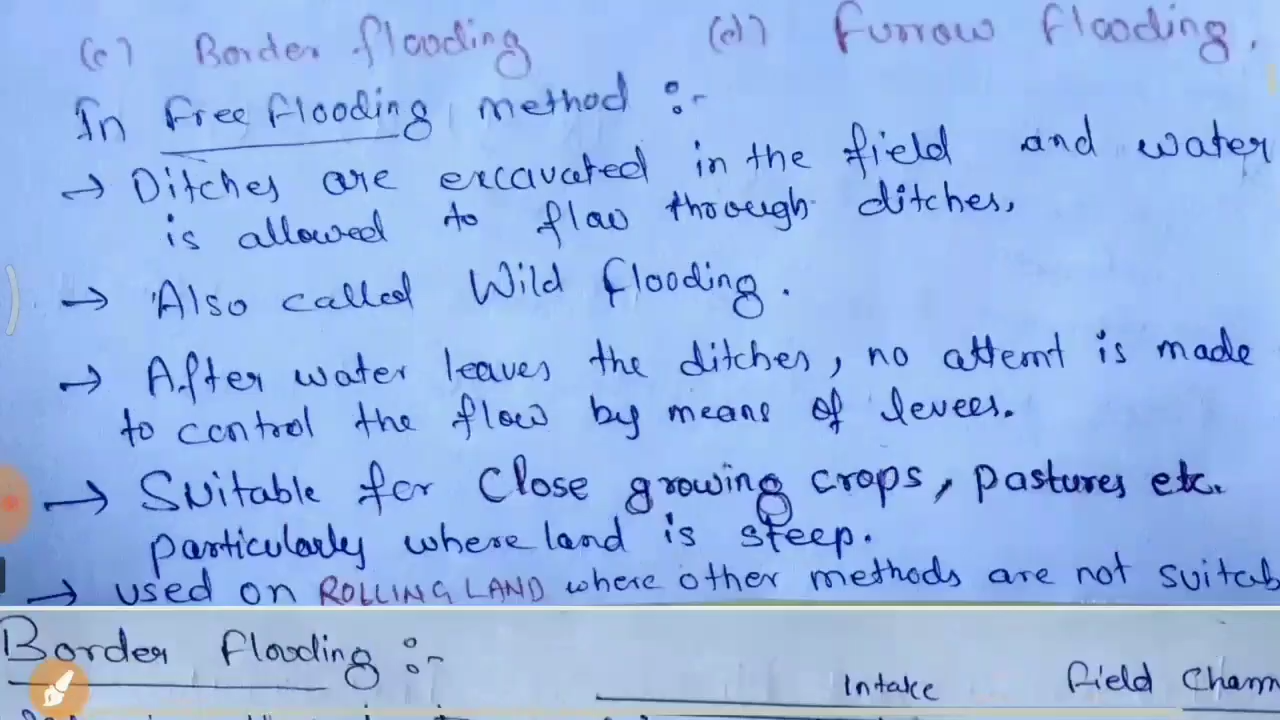 (c) Border flooding (d) Furrow flooding.
In Free flooding method :-
→ Ditches are excavated in the field and water
is allowed to flow through ditches,
→ Also called Wild flooding.
→ After water leaves the ditches, no attemt is made
to control the flow by means of levees.
→ Suitable for Close growing crops, pastures etc.
particularly where land is steep.
→ used on ROLLING LAND where other methods are not suitab
Border flooding :-
Intake field Chann